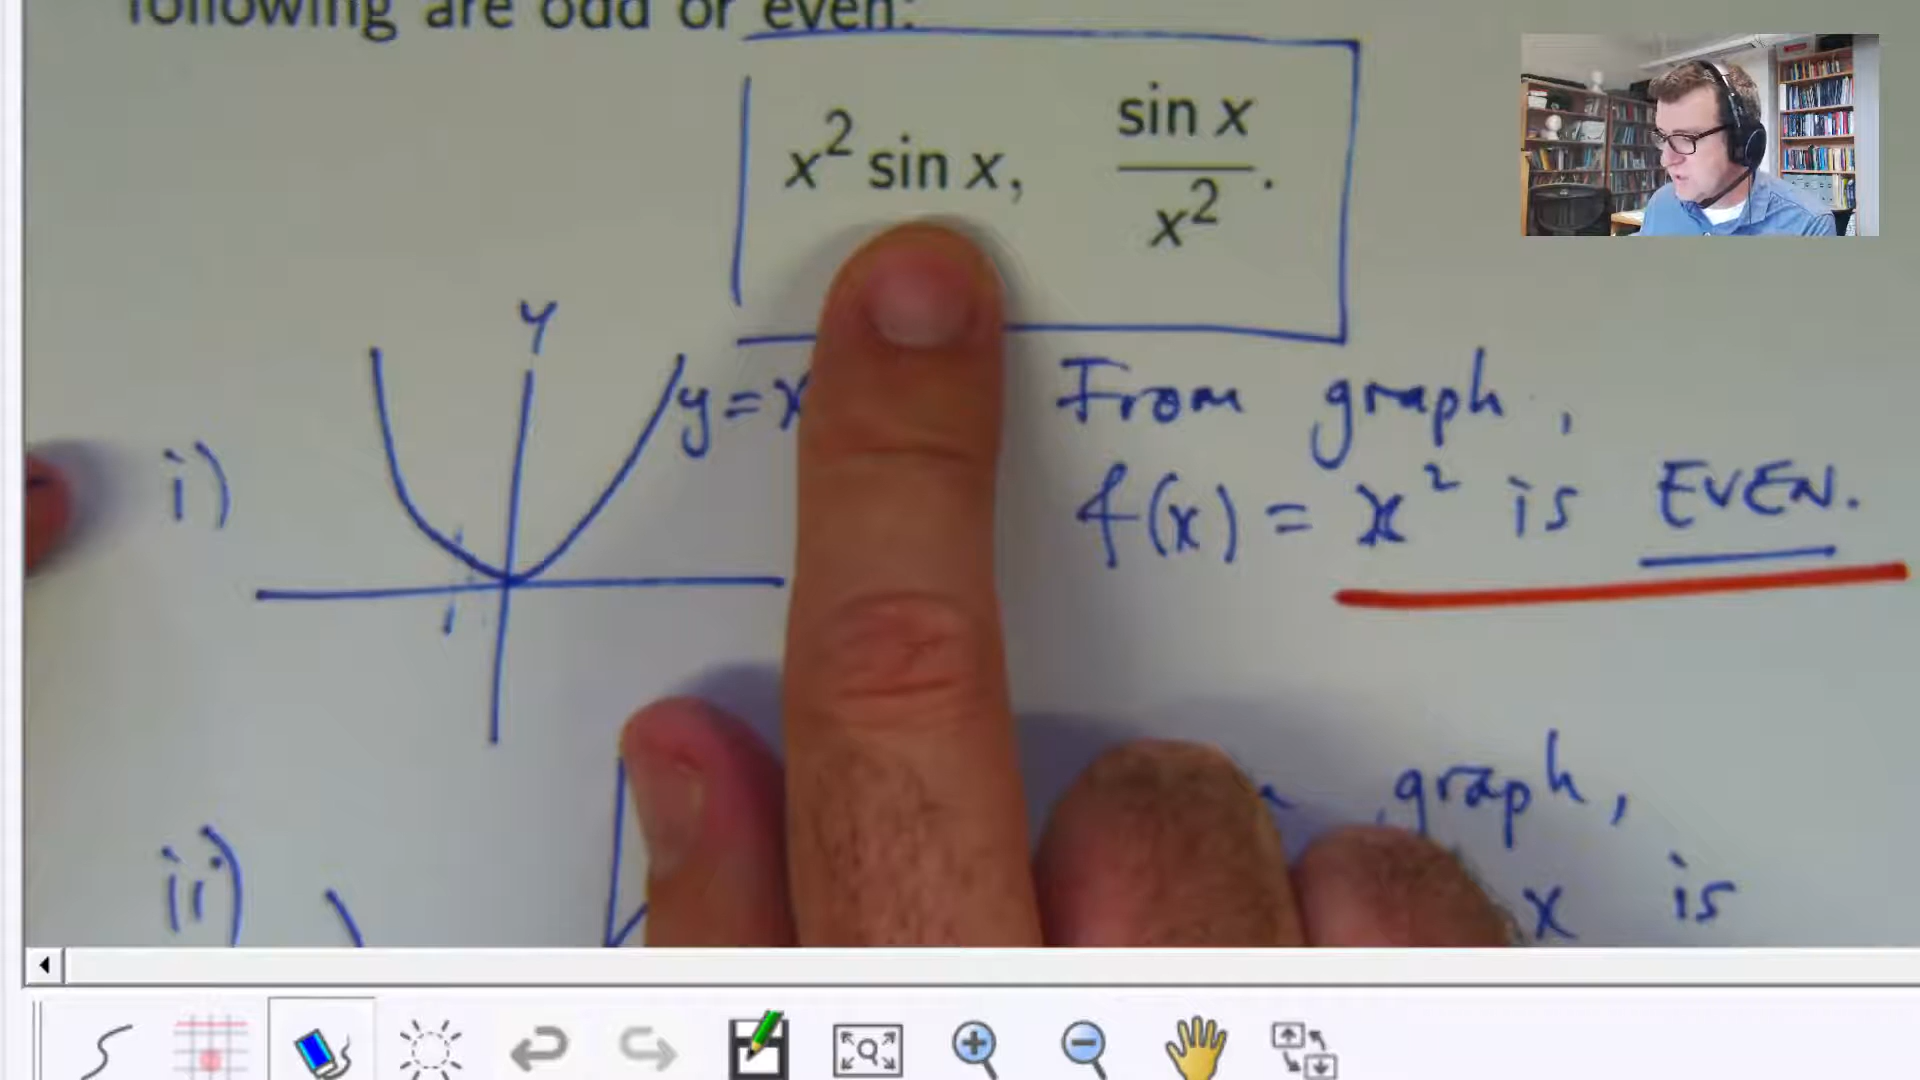 following are odd or even:
x² sin x, sin x / x².
y
i)
y=x
From graph,
f(x) = x² is EVEN.
graph,
ii)
x is